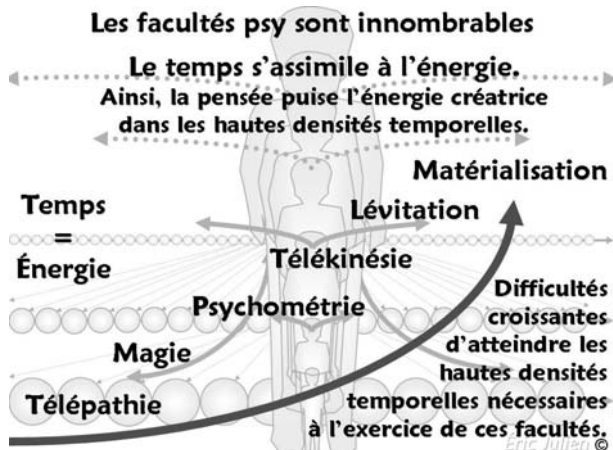 Les facultés psy sont innombrables
Le temps s'assimile à l'énergie.
Ainsi, la pensée puise l'énergie créatrice
dans les hautes densités temporelles.
Matérialisation
Temps
=
Énergie
Lévitation
Télékinésie
Psychométrie
Magie
Télépathie
Difficultés
croissantes
d'atteindre les
hautes densités
temporelles nécessaires
à l'exercice de ces facultés.
Éric Julien ©